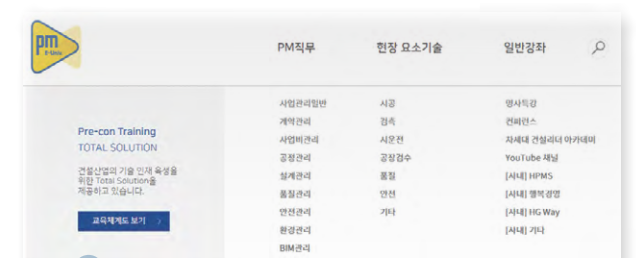 pm
E-Univ
PM직무
현장 요소기술
일반강좌
Pre-con Training
TOTAL SOLUTION
건설산업의 기술 인재 육성을
위한 Total Solution을
제공하고 있습니다.
교육체계도 보기
사업관리일반
계약관리
사업비관리
공정관리
설계관리
품질관리
안전관리
환경관리
BIM관리
시공
검측
시운전
공장검수
품질
안전
기타
명사특강
컨퍼런스
차세대 건설리더 아카데미
YouTube 채널
[사내] HPMS
[사내] 행복경영
[사내] HG Way
[사내] 기타